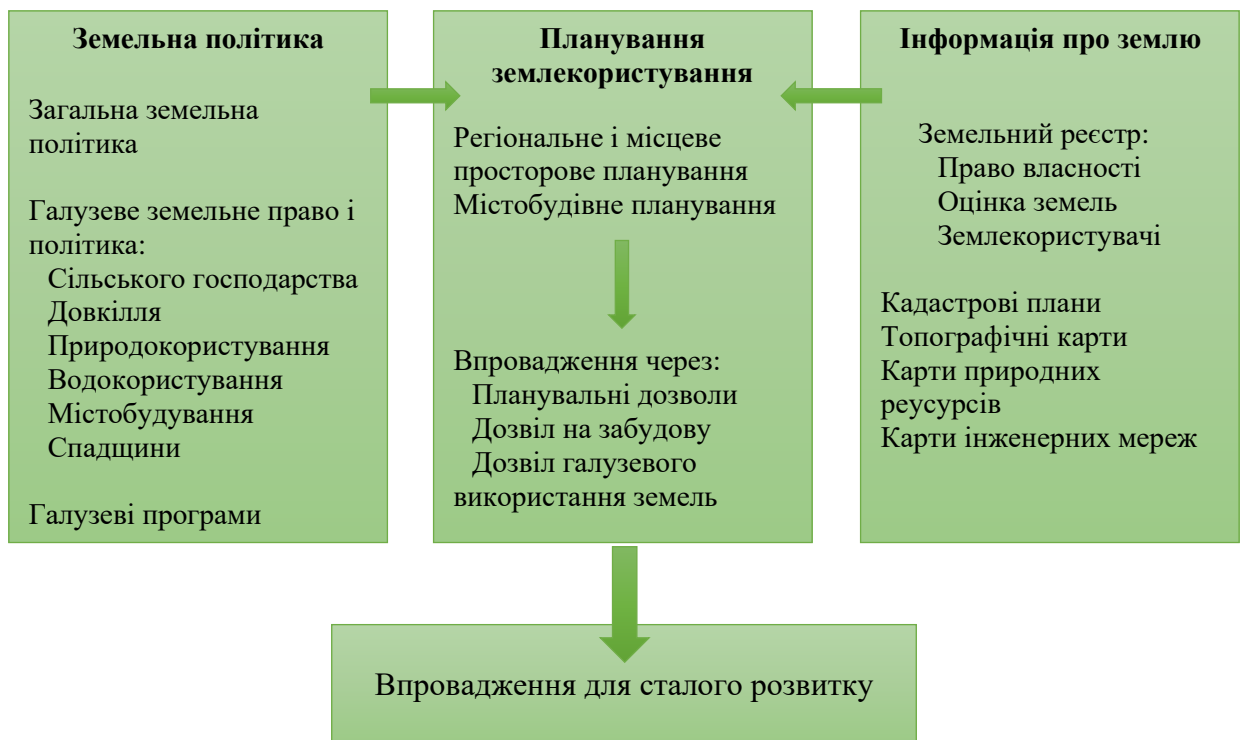 Земельна політика
Загальна земельна
політика
Галузеве земельне право і
політика:
Сільського господарства
Довкілля
Природокористування
Водокористування
Містобудування
Спадщини
Галузеві програми
Планування
землекористування
Регіональне і місцеве
просторове планування
Містобудівне планування
Впровадження через:
Планувальні дозволи
Дозвіл на забудову
Дозвіл галузевого
використання земель
Інформація про землю
Земельний реєстр:
Право власності
Оцінка земель
Землекористувачі
Кадастрові плани
Топографічні карти
Карти природних
реусурсів
Карти інженерних мереж
Впровадження для сталого розвитку